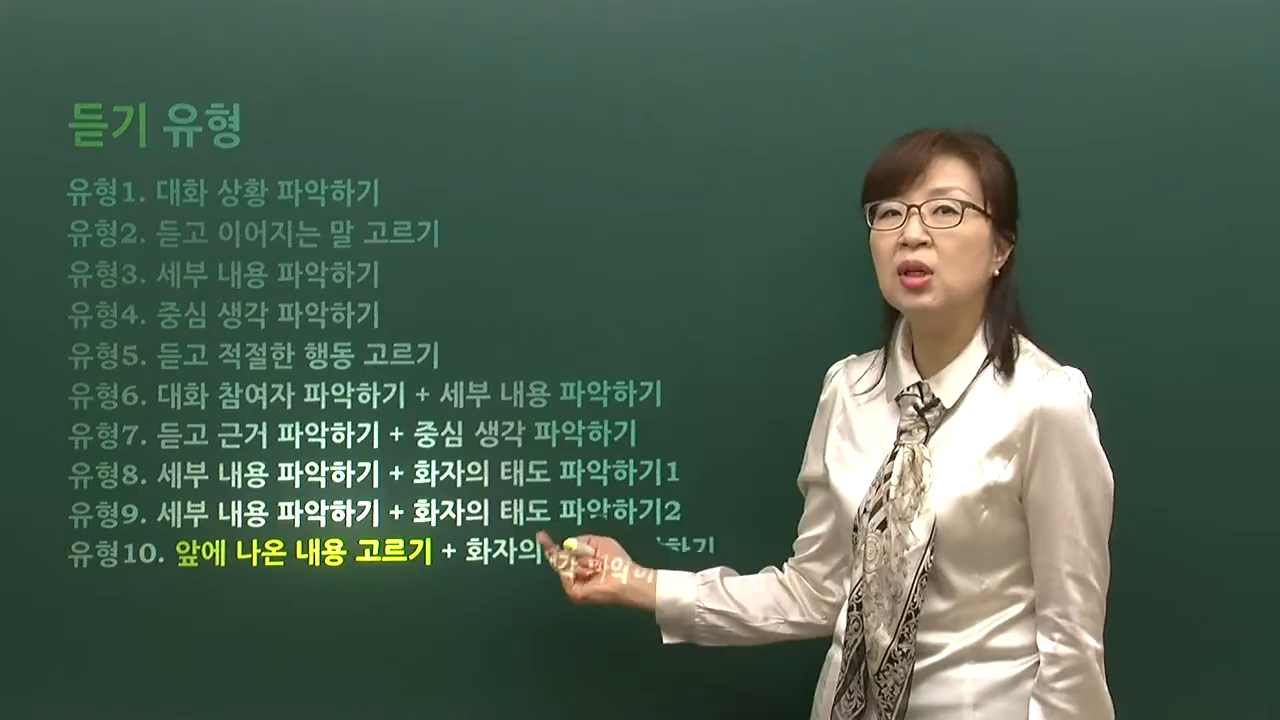 듣기 유형
유형1. 대화 상황 파악하기
유형2. 듣고 이어지는 말 고르기
유형3. 세부 내용 파악하기
유형4. 중심 생각 파악하기
유형5. 듣고 적절한 행동 고르기
유형6. 대화 참여자 파악하기 + 세부 내용 파악하기
유형7. 듣고 근거 파악하기 + 중심 생각 파악하기
유형8. 세부 내용 파악하기 + 화자의 태도 파악하기1
유형9. 세부 내용 파악하기 + 화자의 태도 파악하기2
유형10. 앞에 나온 내용 고르기 + 화자의